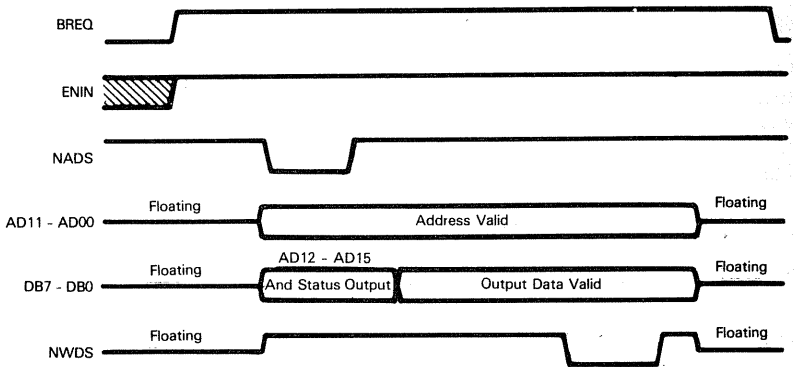 BREQ
ENIN
NADS
Floating
Floating
AD11 - AD00
Address Valid
AD12 - AD15
Floating
Floating
DB7 - DB0
And Status Output
Output Data Valid
Floating
Floating
NWDS